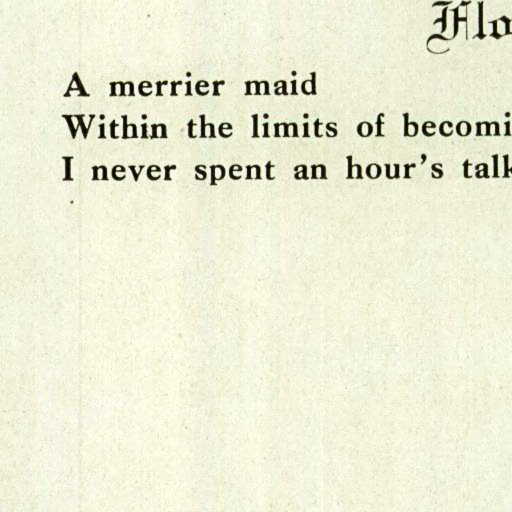 Flo
A merrier maid
Within the limits of becomi
I never spent an hour's talk